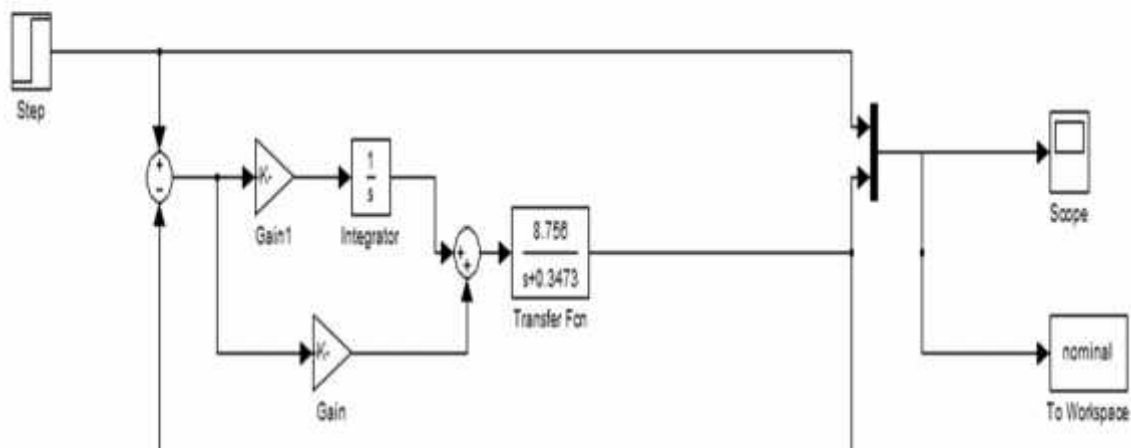 Step
+
−
K-
Gain1
1
s
Integrator
+
+
8.756
s+0.3473
Transfer Fcn
K-
Gain
Scope
nominal
To Workspace